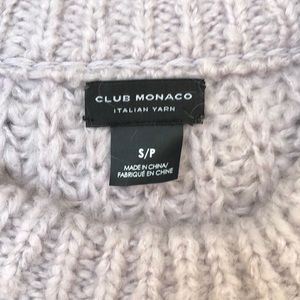 CLUB MONACO
ITALIAN YARN
S/P
MADE IN CHINA/
FABRIQUÉ EN CHINE